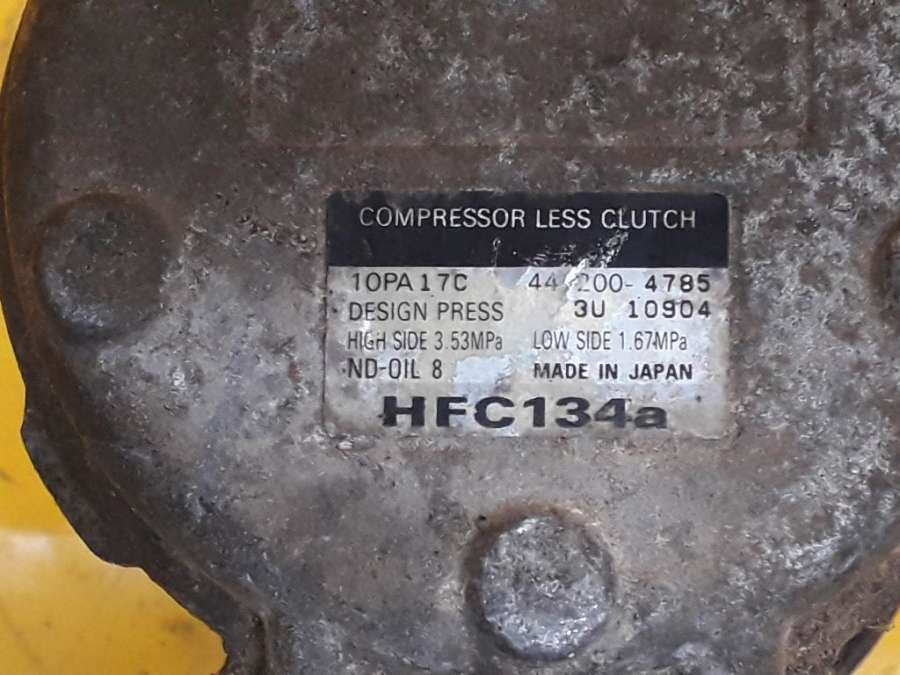 COMPRESSOR LESS CLUTCH
10PA17C 44 200- 4785
DESIGN PRESS 3U 10904
HIGH SIDE 3.53MPa LOW SIDE 1.67MPa
ND-OIL 8 MADE IN JAPAN
HFC134a